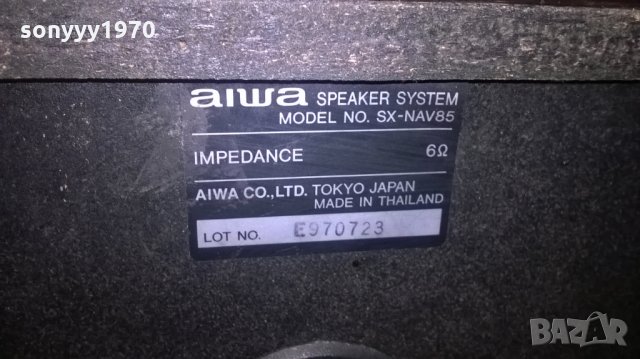 sonyyy1970
aiwa SPEAKER SYSTEM
MODEL NO. SX-NAV85
IMPEDANCE 6Ω
AIWA CO.,LTD. TOKYO JAPAN
MADE IN THAILAND
LOT NO. E970723
BAZAR